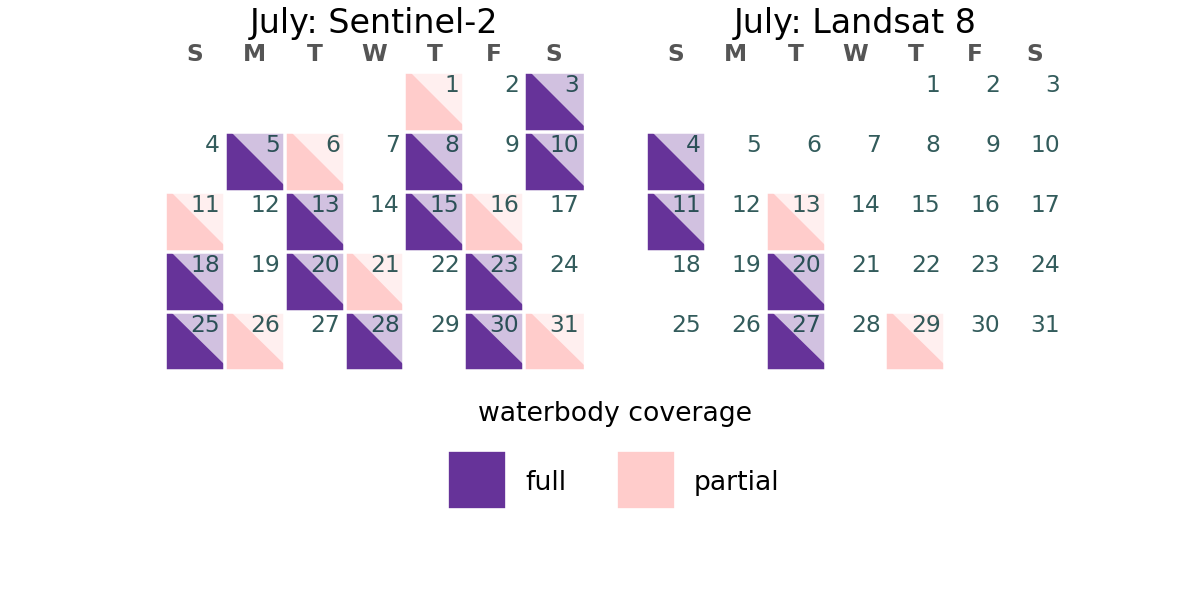 July: Sentinel-2
S M T W T F S
1 2 3
4 5 6 7 8 9 10
11 12 13 14 15 16 17
18 19 20 21 22 23 24
25 26 27 28 29 30 31
July: Landsat 8
S M T W T F S
1 2 3
4 5 6 7 8 9 10
11 12 13 14 15 16 17
18 19 20 21 22 23 24
25 26 27 28 29 30 31
waterbody coverage
full partial